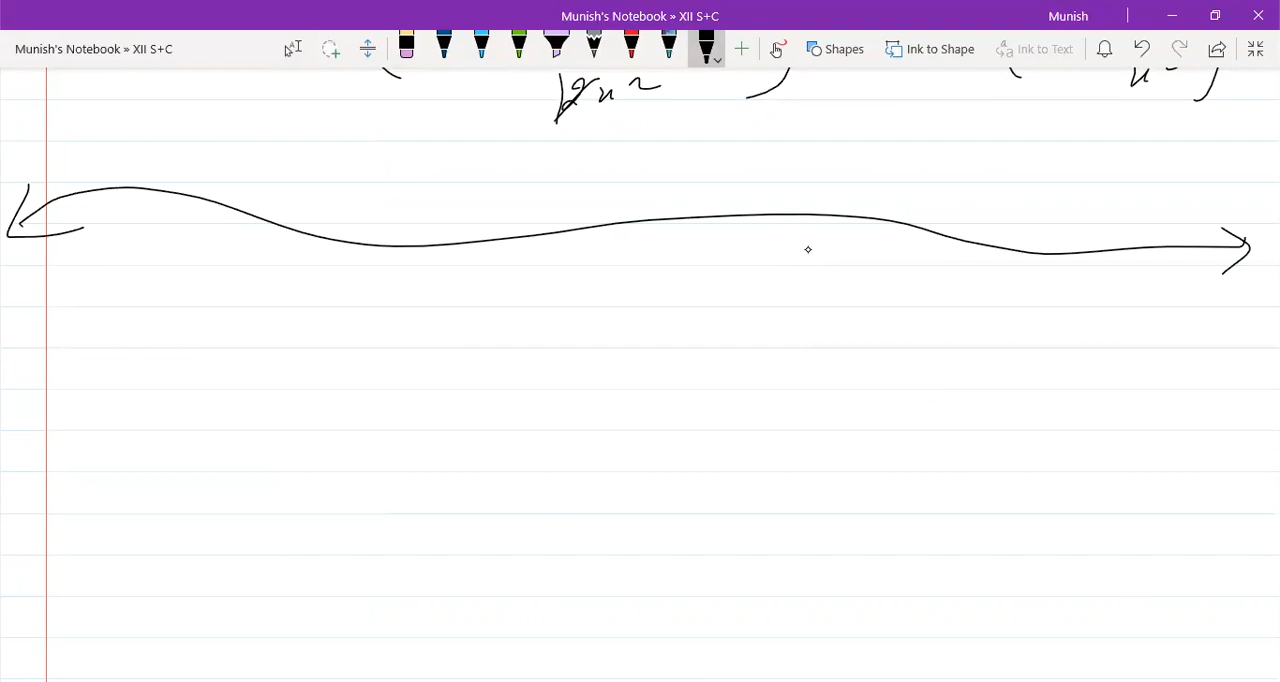 Munish's Notebook » XII S+C
Munish
Munish's Notebook » XII S+C
Shapes
Ink to Shape
Ink to Text